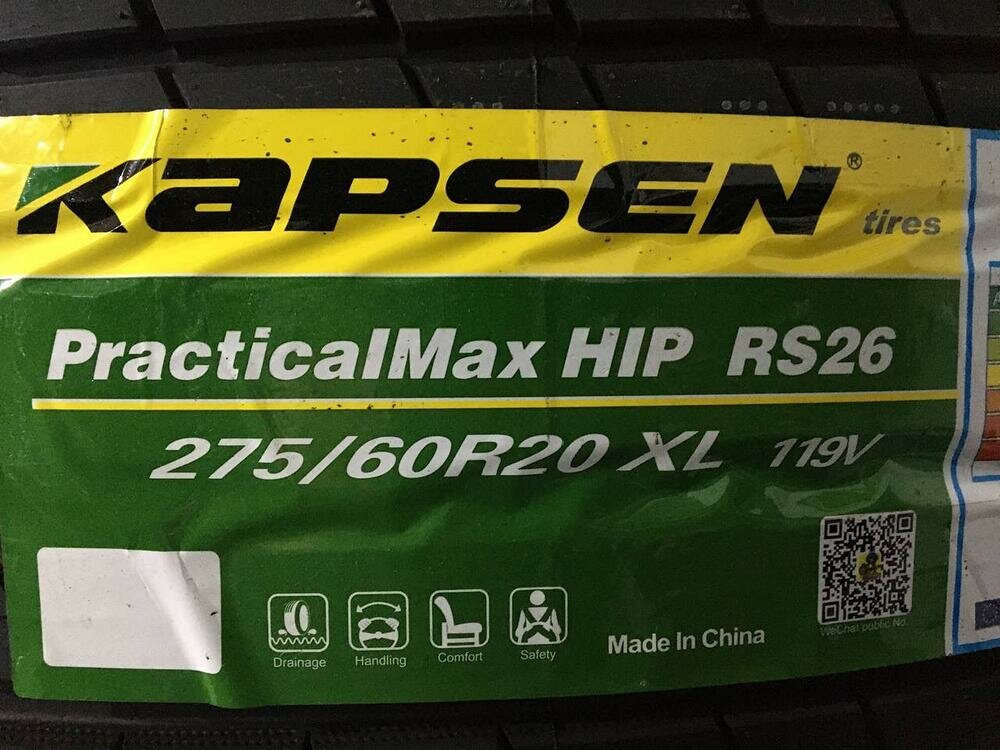 KaPSEN® tires
PracticalMax HIP RS26
275/60R20 XL 119V
Drainage Handling Comfort Safety
Made In China
WeChat public No.